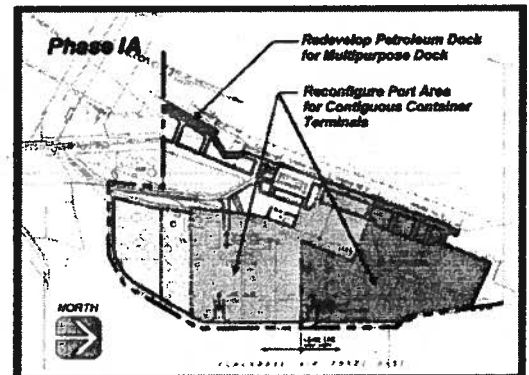 Phase IA
Redevelop Petroleum Dock
for Multipurpose Dock
Reconfigure Port Area
for Contiguous Container
Terminals
NORTH